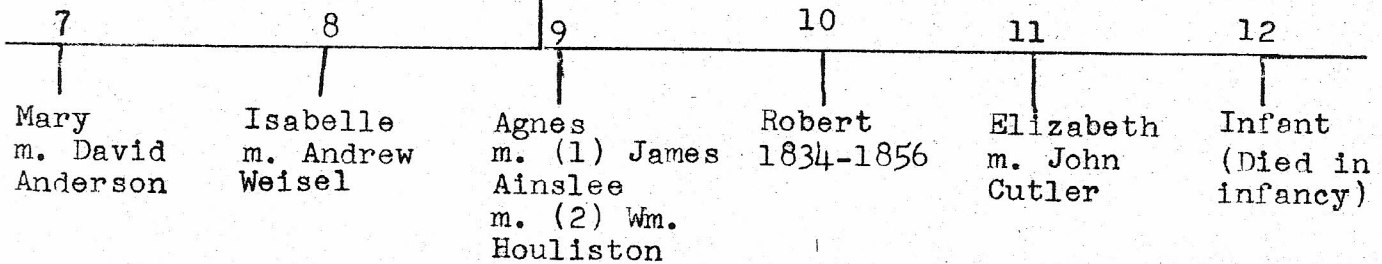 7 8 9 10 11 12
Mary
m. David
Anderson
Isabelle
m. Andrew
Weisel
Agnes
m. (1) James
Ainslee
m. (2) Wm.
Houliston
Robert
1834-1856
Elizabeth
m. John
Cutler
Infant
(Died in
infancy)